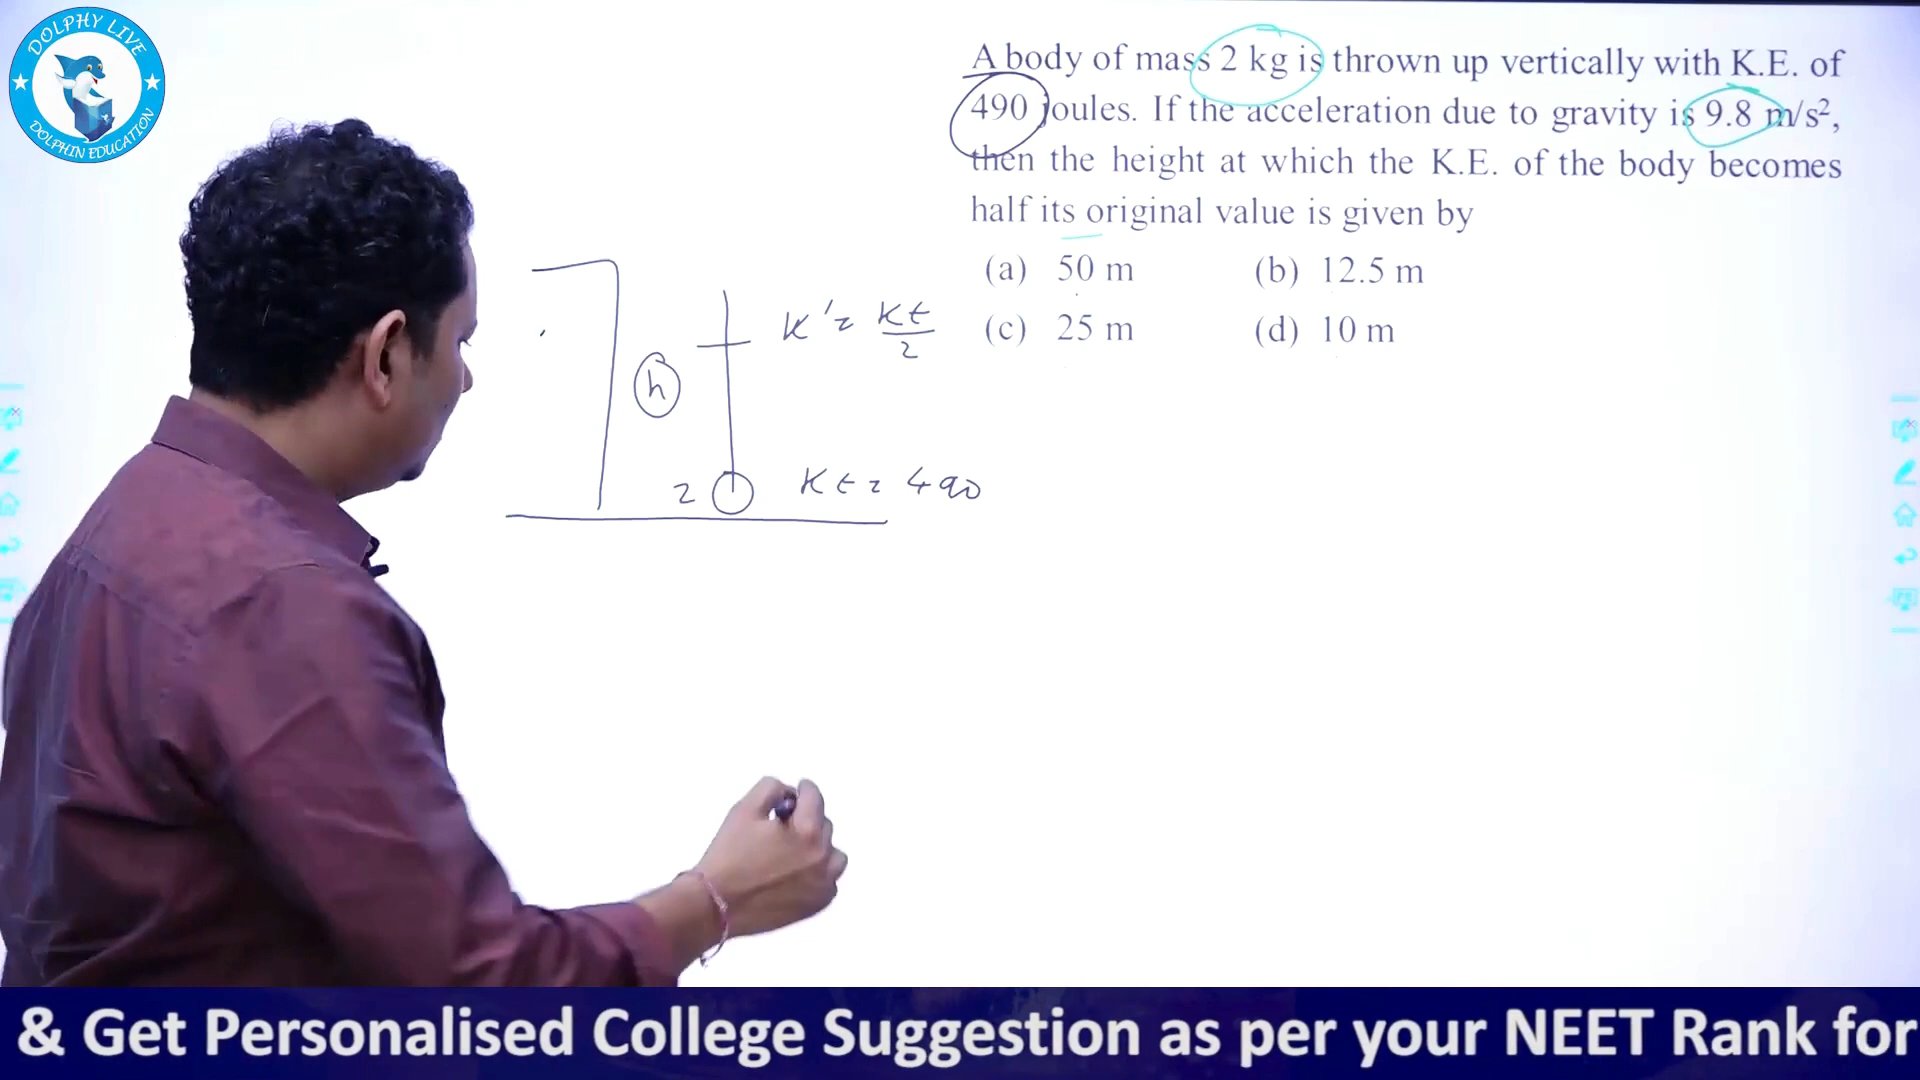 DOLPHY LIVE
DOLPHIN EDUCATION
A body of mass 2 kg is thrown up vertically with K.E. of
490 joules. If the acceleration due to gravity is 9.8 m/s²,
then the height at which the K.E. of the body becomes
half its original value is given by
(a) 50 m (b) 12.5 m
(c) 25 m (d) 10 m
K' = KE/2
h
2 KE = 490
& Get Personalised College Suggestion as per your NEET Rank for